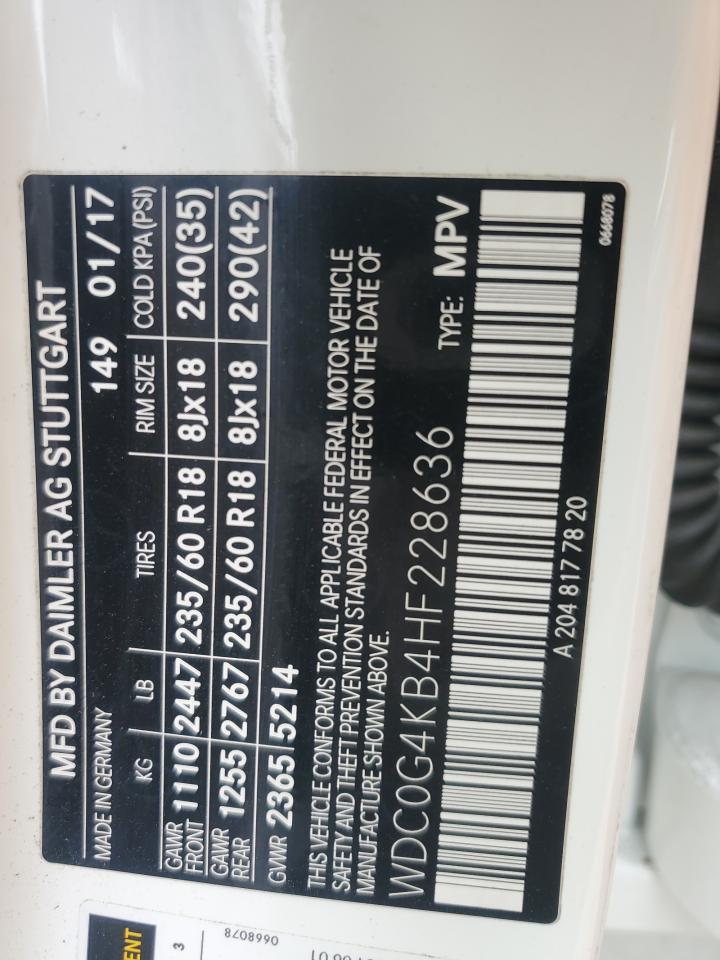 MFD BY DAIMLER AG STUTTGART
MADE IN GERMANY 149 01/17
KG LB TIRES RIM SIZE COLD KPA (PSI)
GAWR FRONT 1110 2447 235/60 R18 8Jx18 240(35)
GAWR REAR 1255 2767 235/60 R18 8Jx18 290(42)
GVWR 2365 5214
THIS VEHICLE CONFORMS TO ALL APPLICABLE FEDERAL MOTOR VEHICLE
SAFETY AND THEFT PREVENTION STANDARDS IN EFFECT ON THE DATE OF
MANUFACTURE SHOWN ABOVE.
WDC0G4KB4HF228636 TYPE: MPV
A 204 817 78 20 0668078
3
0668078